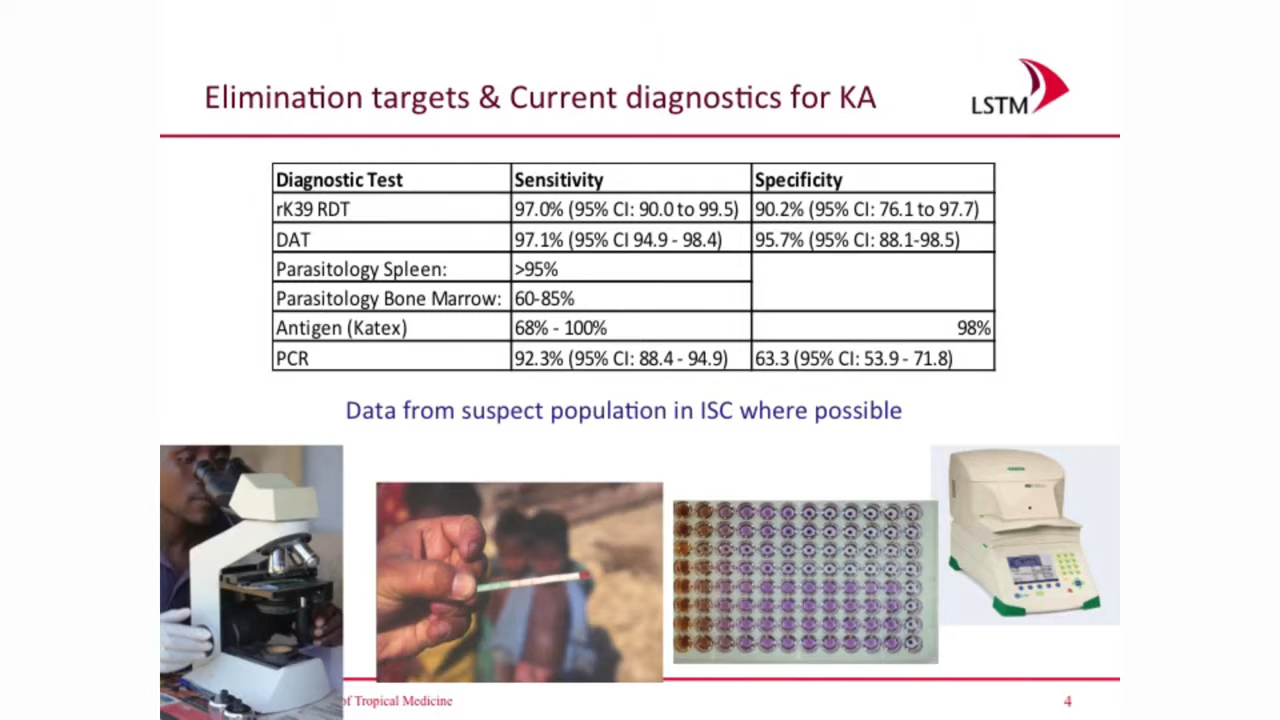 Elimination targets & Current diagnostics for KA
LSTM
Diagnostic Test Sensitivity Specificity
rK39 RDT 97.0% (95% CI: 90.0 to 99.5) 90.2% (95% CI: 76.1 to 97.7)
DAT 97.1% (95% CI 94.9 - 98.4) 95.7% (95% CI: 88.1-98.5)
Parasitology Spleen: >95%
Parasitology Bone Marrow: 60-85%
Antigen (Katex) 68% - 100% 98%
PCR 92.3% (95% CI: 88.4 - 94.9) 63.3 (95% CI: 53.9 - 71.8)
Data from suspect population in ISC where possible
of Tropical Medicine
4